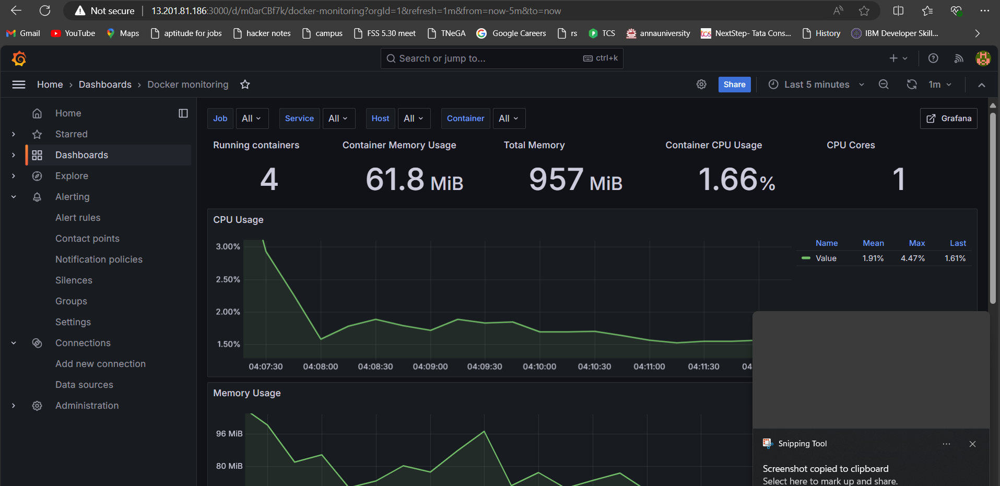 Not secure 13.201.81.186:3000/d/m0arCBf7k/docker-monitoring?orgId=1&refresh=1m&from=now-5m&to=now
Gmail YouTube Maps aptitude for jobs hacker notes campus FSS 5.30 meet TNeGA Google Careers rs TCS annauniversity NextStep- Tata Cons... History IBM Developer Skill...
Search or jump to... ctrl+k
Home Dashboards Docker monitoring Share Last 5 minutes 1m
Home
Starred
Dashboards
Explore
Alerting
Alert rules
Contact points
Notification policies
Silences
Groups
Settings
Connections
Add new connection
Data sources
Administration
Job All Service All Host All Container All Grafana
Running containers Container Memory Usage Total Memory Container CPU Usage CPU Cores
4 61.8 MiB 957 MiB 1.66% 1
CPU Usage
3.00%
2.50%
2.00%
1.50%
04:07:30 04:08:00 04:08:30 04:09:00 04:09:30 04:10:00 04:10:30 04:11:00 04:11:30 04
Name Mean Max Last
Value 1.91% 4.47% 1.61%
Memory Usage
96 MiB
80 MiB
Snipping Tool
Screenshot copied to clipboard
Select here to mark up and share.